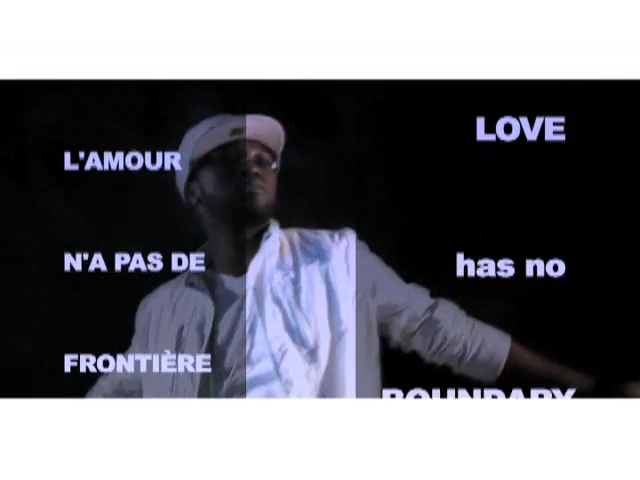 L'AMOUR
N'A PAS DE
FRONTIÈRE
LOVE
has no
BOUNDARY